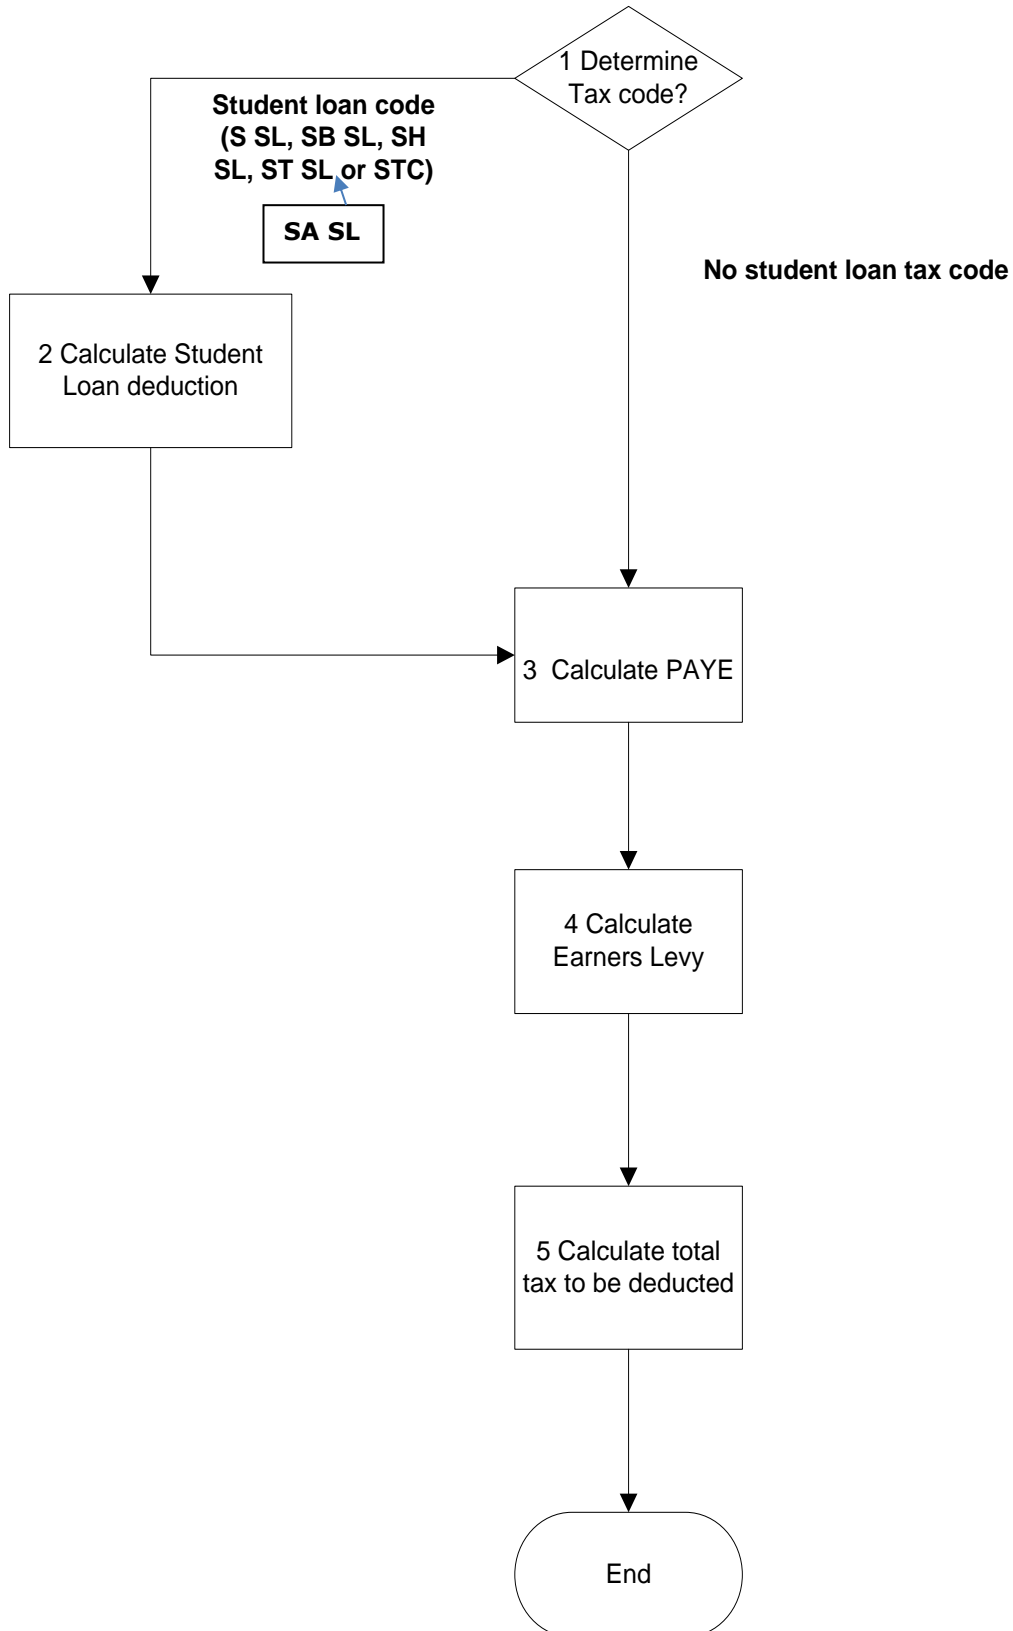 1 Determine
Tax code?
Student loan code
(S SL, SB SL, SH
SL, ST SL or STC)
SA SL
No student loan tax code
2 Calculate Student
Loan deduction
3  Calculate PAYE
4 Calculate
Earners Levy
5 Calculate total
tax to be deducted
End